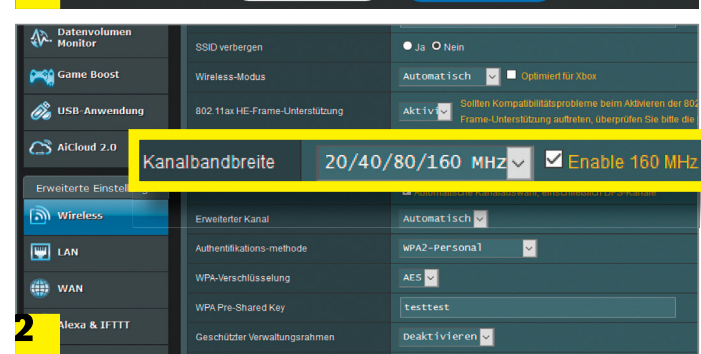 Datenvolumen
Monitor
Game Boost
USB-Anwendung
AiCloud 2.0
Wireless
LAN
WAN
Alexa & IFTTT
2
SSID verbergen Ja Nein
Wireless-Modus Automatisch Optimiert für Xbox
802.11ax HE-Frame-Unterstützung Aktivi Sollten Kompatibilitätsprobleme beim Aktivieren der 802
Frame-Unterstützung auftreten, überprüfen Sie bitte die
Kanalbandbreite 20/40/80/160 MHz Enable 160 MHz
Erweiterte Einstell
Erweiterter Kanal Automatisch
Authentifikations-methode WPA2-Personal
WPA-Verschlüsselung AES
WPA Pre-Shared Key testtest
Geschützter Verwaltungsrahmen Deaktivieren